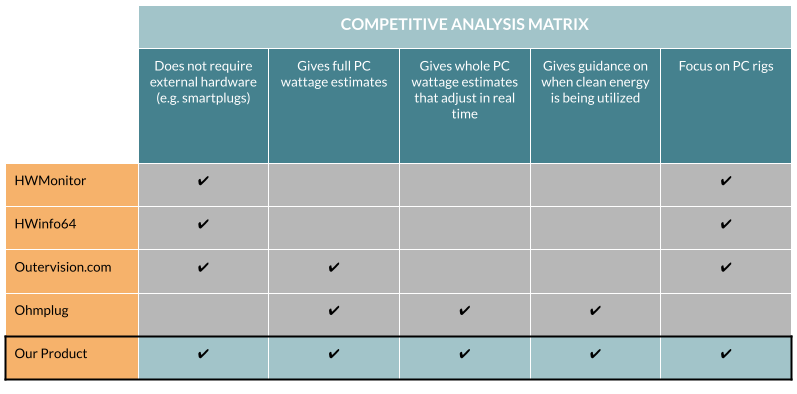 COMPETITIVE ANALYSIS MATRIX
Does not require
external hardware
(e.g. smartplugs)
Gives full PC
wattage estimates
Gives whole PC
wattage estimates
that adjust in real
time
Gives guidance on
when clean energy
is being utilized
Focus on PC rigs
HWMonitor ✔ ✔
HWinfo64 ✔ ✔
Outervision.com ✔ ✔ ✔
Ohmplug ✔ ✔ ✔
Our Product ✔ ✔ ✔ ✔ ✔